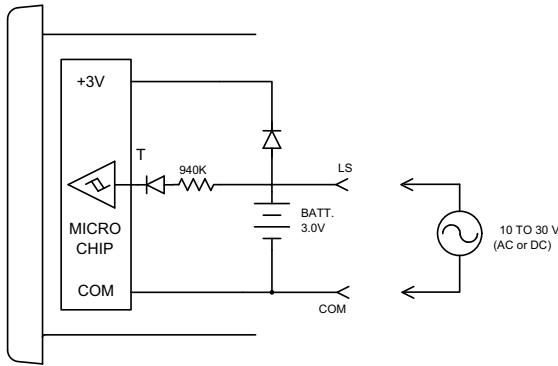 +3V
T
940K
LS
BATT.
3.0V
MICRO
CHIP
10 TO 30 V
(AC or DC)
COM
COM